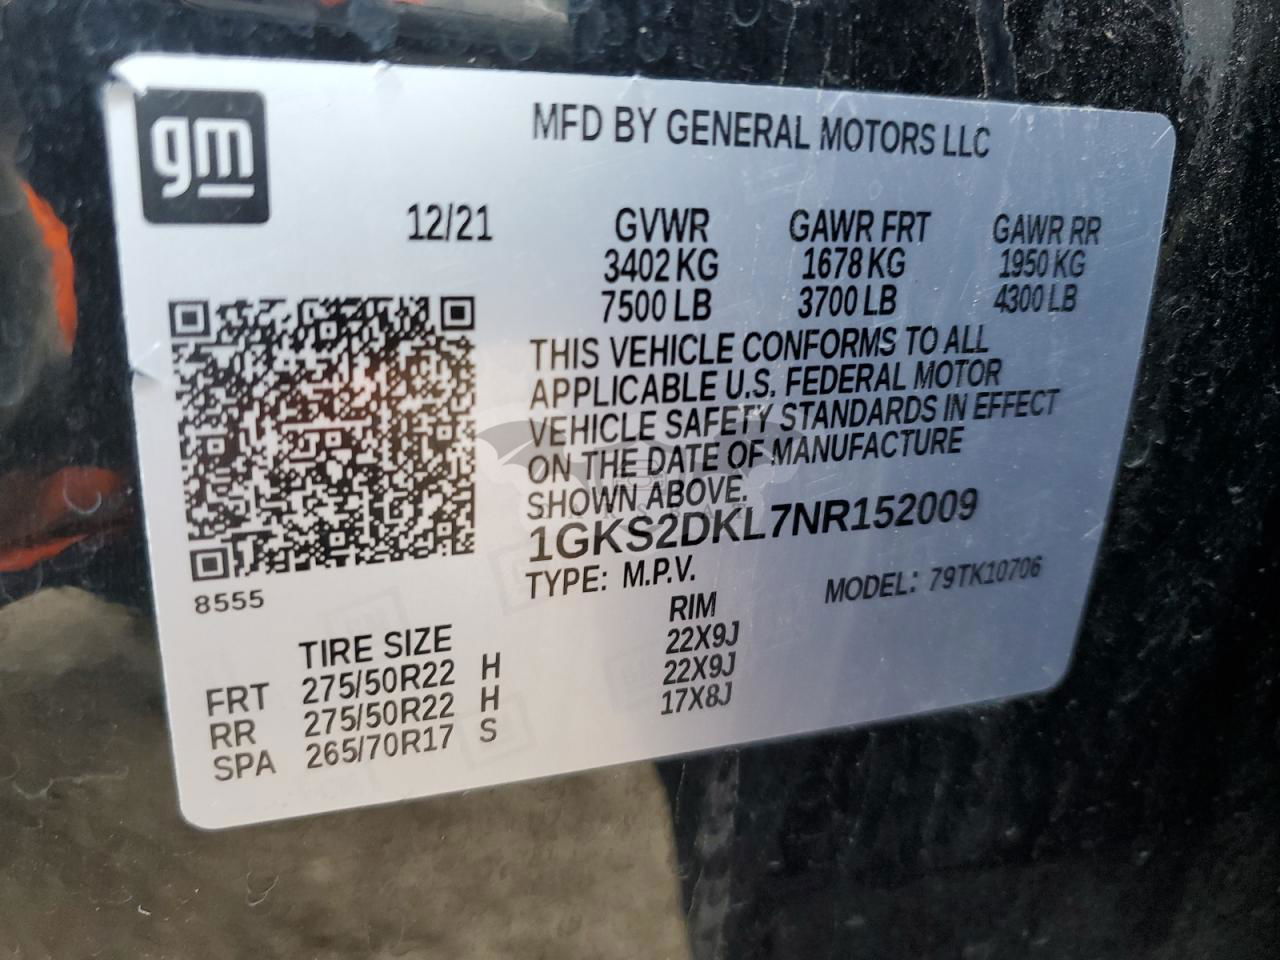 gm
MFD BY GENERAL MOTORS LLC
12/21 GVWR GAWR FRT GAWR RR
3402 KG 1678 KG 1950 KG
7500 LB 3700 LB 4300 LB
THIS VEHICLE CONFORMS TO ALL
APPLICABLE U.S. FEDERAL MOTOR
VEHICLE SAFETY STANDARDS IN EFFECT
ON THE DATE OF MANUFACTURE
SHOWN ABOVE.
1GKS2DKL7NR152009
TYPE: M.P.V. MODEL: 79TK10706
8555
TIRE SIZE RIM
FRT 275/50R22 H 22X9J
RR 275/50R22 H 22X9J
SPA 265/70R17 S 17X8J